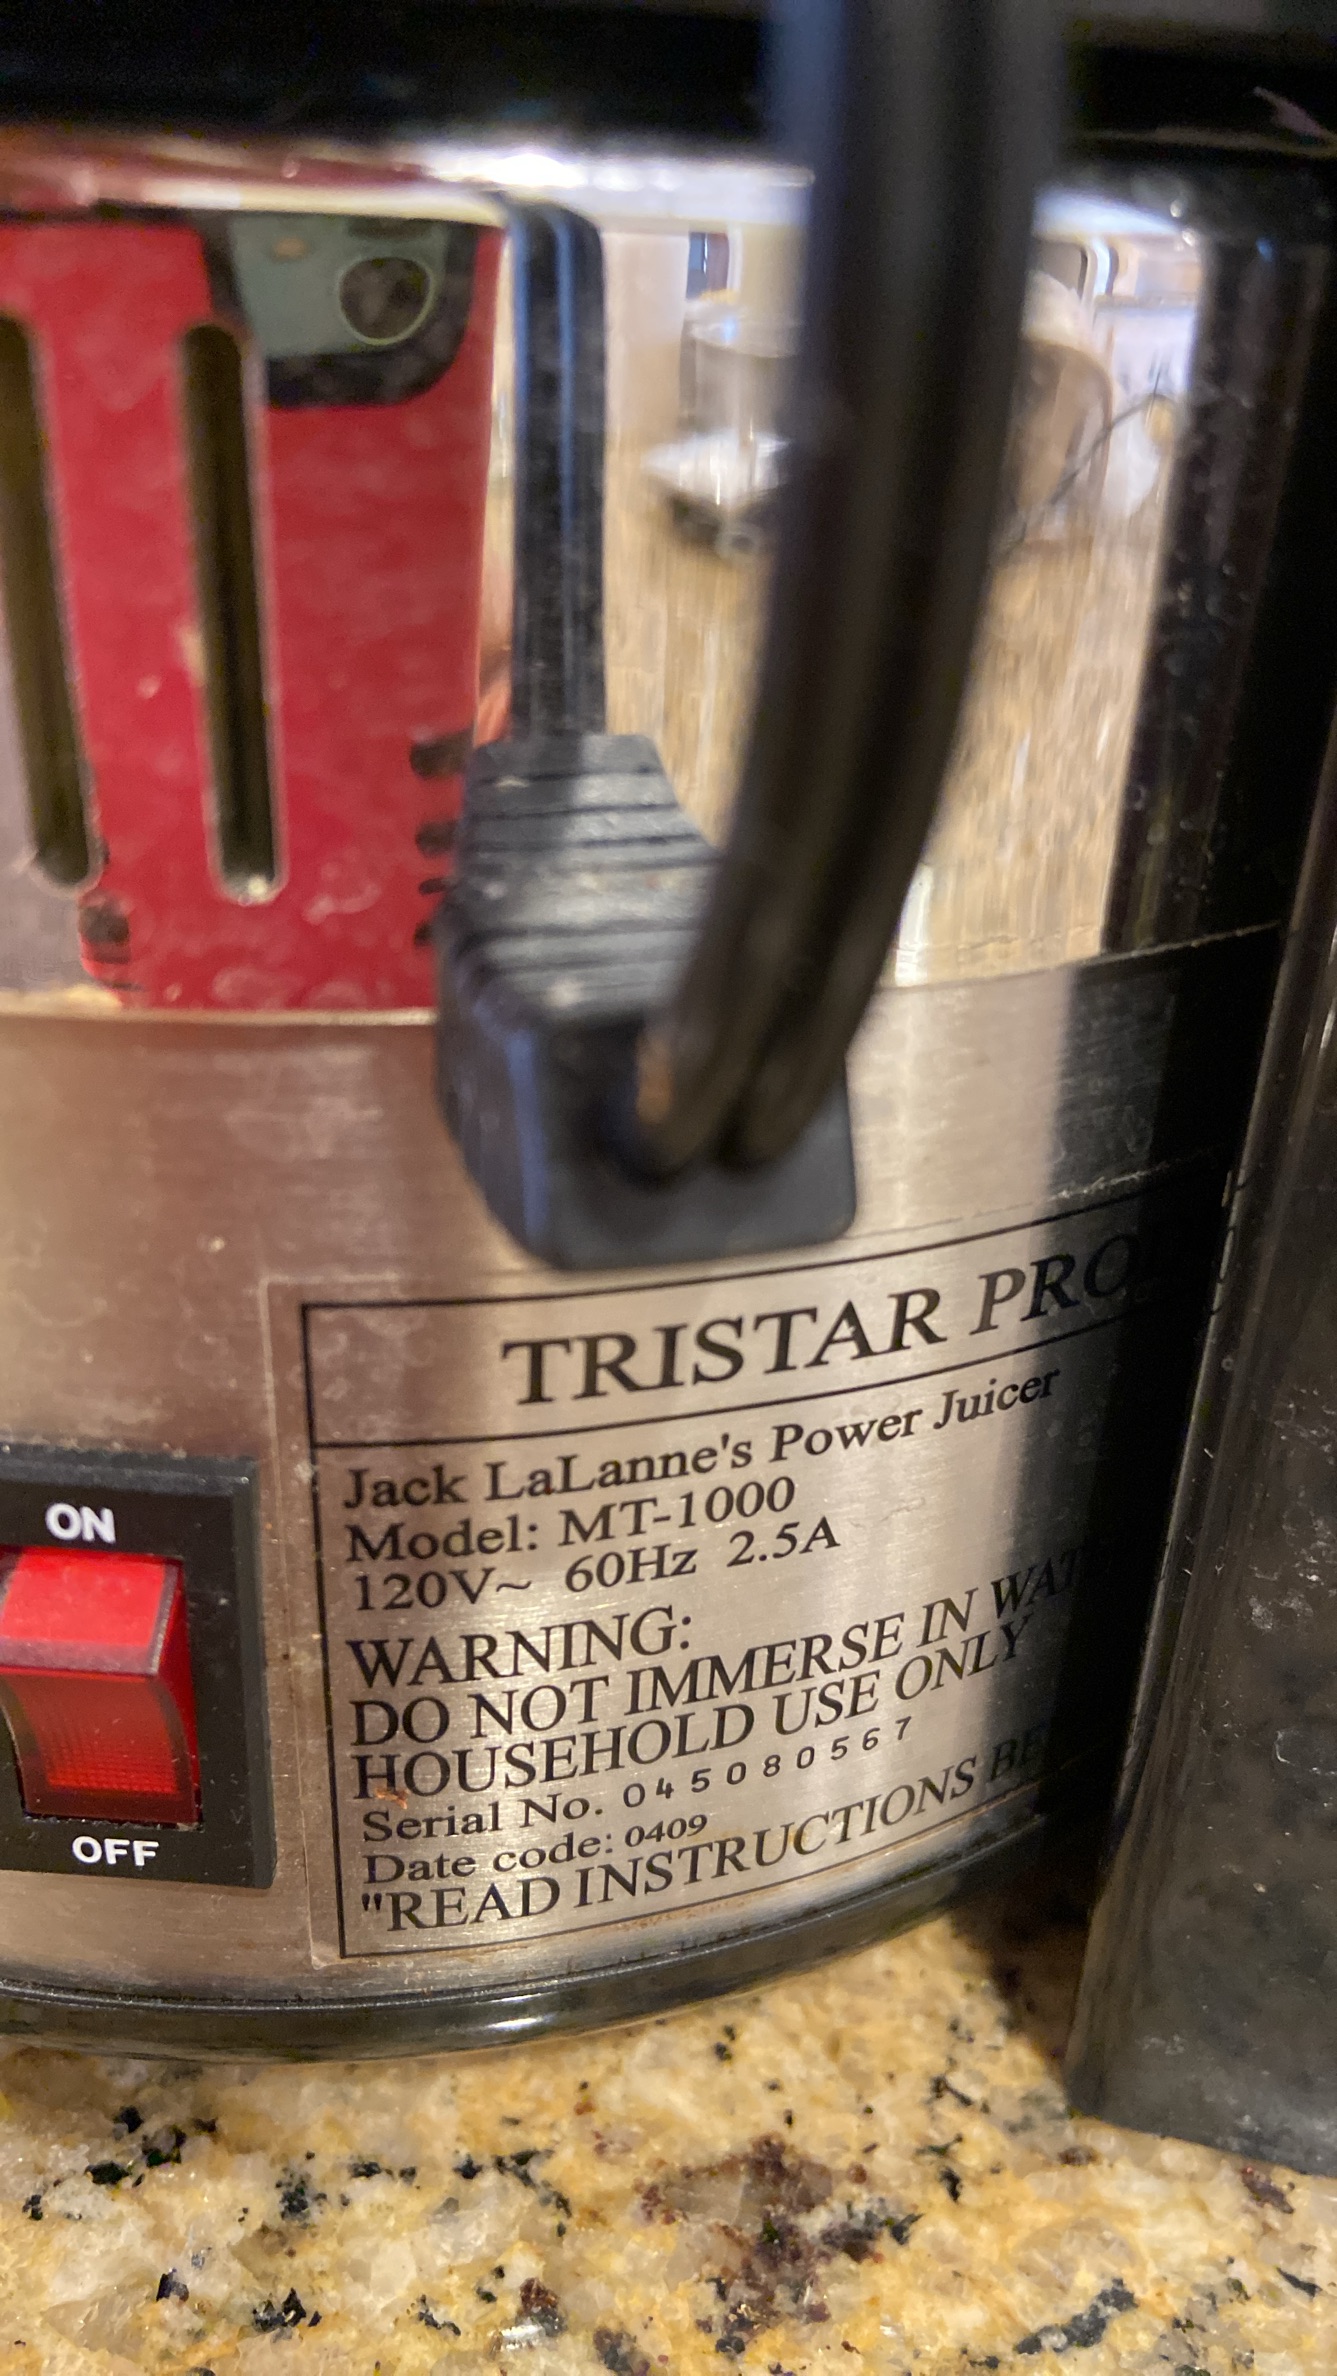 TRISTAR
Jack LaLanne's Power Juicer
Model: MT-1000
120V~ 60Hz 2.5A
WARNING:
DO NOT IMMERSE IN
HOUSEHOLD USE ONLY
Serial No. 045080567
Date code: 0409
"READ INSTRUCTIONS
ON
OFF